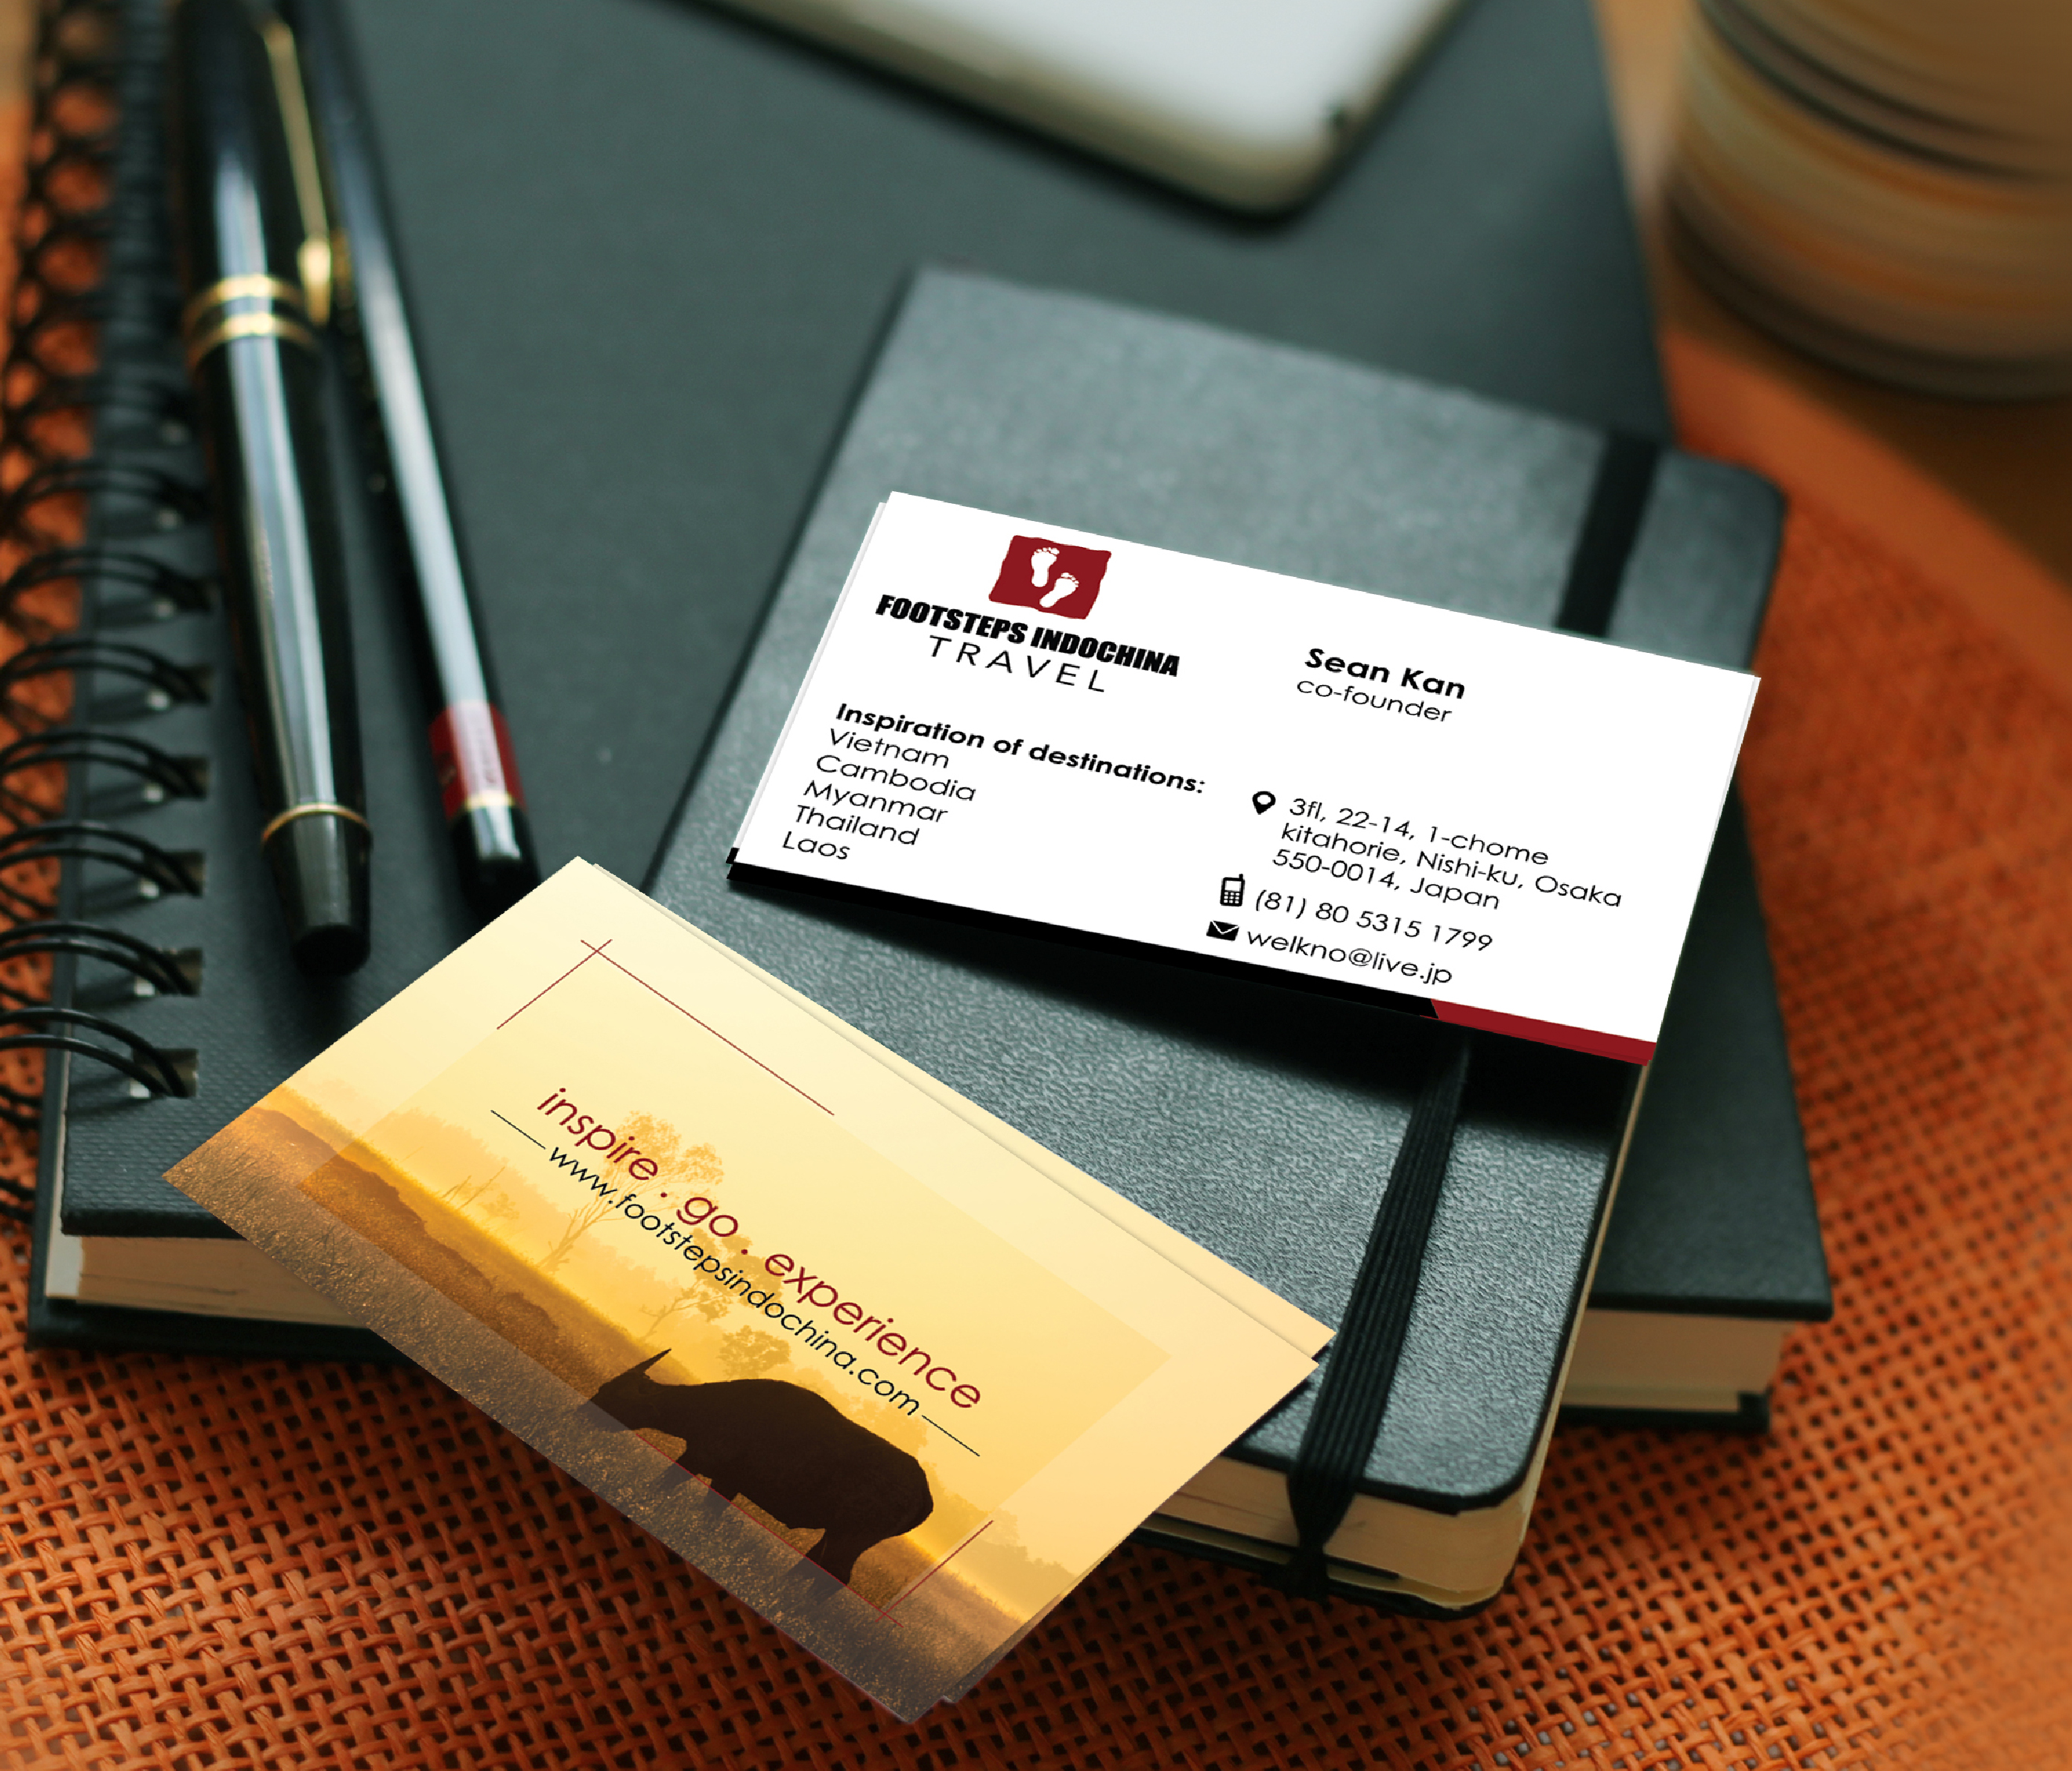 FOOTSTEPS INDOCHINA
TRAVEL
Sean Kan
co-founder
Inspiration of destinations:
Vietnam
Cambodia
Myanmar
Thailand
Laos
3fl, 22-14, 1-chome
kitahorie, Nishi-ku, Osaka
550-0014, Japan
(81) 80 5315 1799
welkno@live.jp
inspire . go . experience
www.footstepsindochina.com